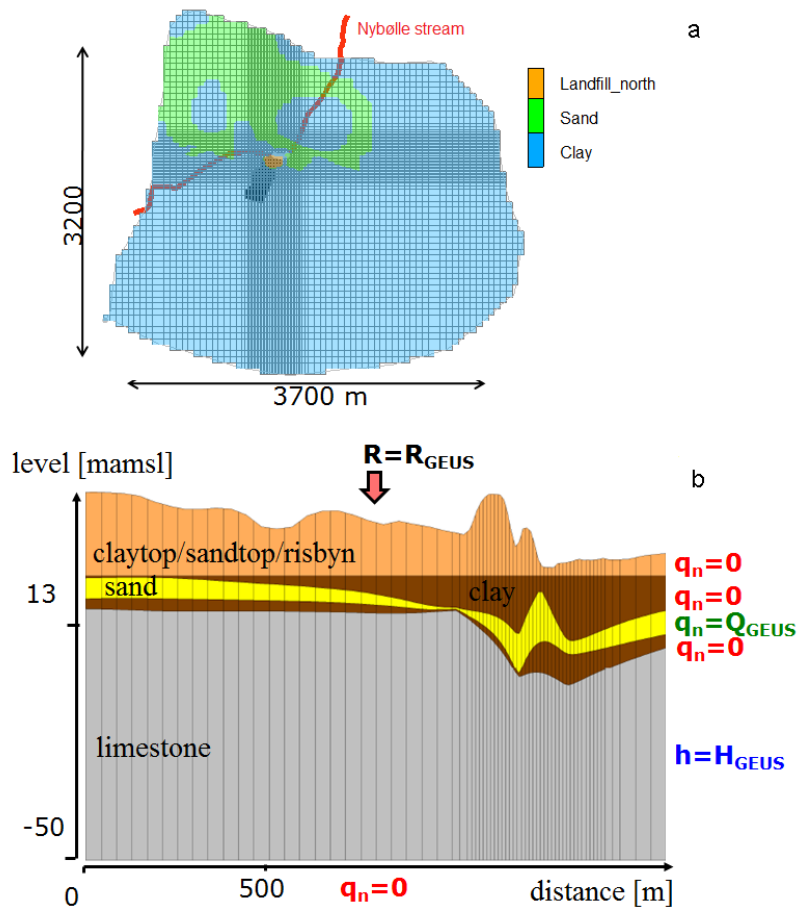 Nybølle stream
a
Landfill_north
Sand
Clay
3200
3700 m
level [mamsl]
R=R_GEUS
b
claytop/sandtop/risbyn
q_n=0
13
sand
clay
q_n=0
q_n=Q_GEUS
q_n=0
limestone
h=H_GEUS
-50
0
500
q_n=0
distance [m]